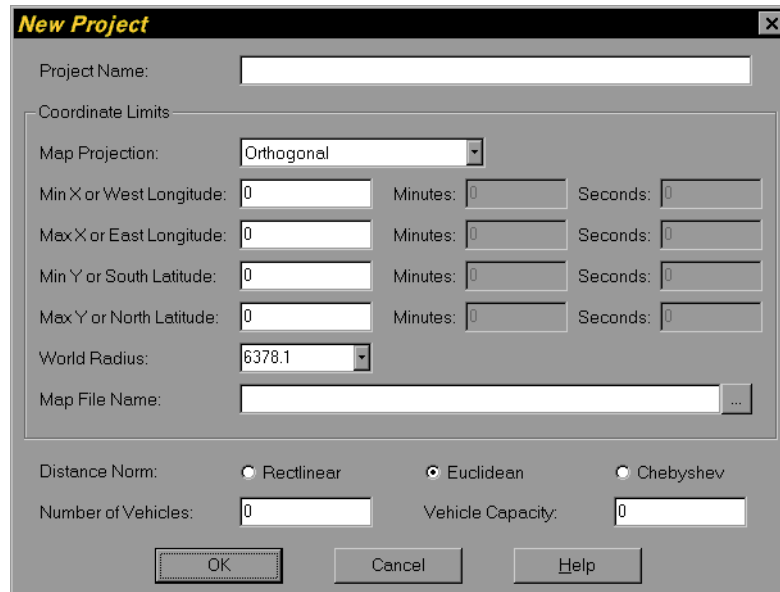 New Project
Project Name:
Coordinate Limits
Map Projection: Orthogonal
Min X or West Longitude: 0 Minutes: 0 Seconds: 0
Max X or East Longitude: 0 Minutes: 0 Seconds: 0
Min Y or South Latitude: 0 Minutes: 0 Seconds: 0
Max Y or North Latitude: 0 Minutes: 0 Seconds: 0
World Radius: 6378.1
Map File Name: ...
Distance Norm: Rectlinear Euclidean Chebyshev
Number of Vehicles: 0 Vehicle Capacity: 0
OK Cancel Help